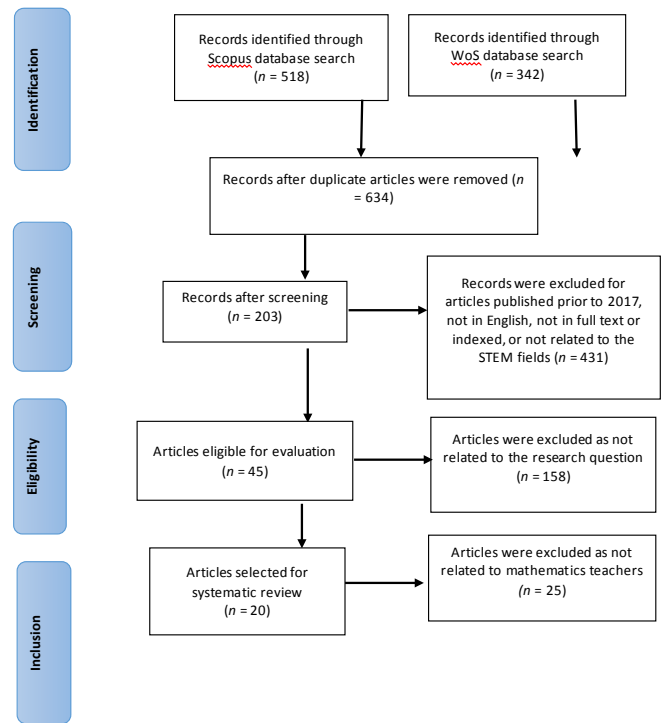 Identification
Records identified through
Scopus database search
(n = 518)
Records identified through
WoS database search
(n = 342)
Records after duplicate articles were removed (n
= 634)
Screening
Records after screening
(n = 203)
Records were excluded for
articles published prior to 2017,
not in English, not in full text or
indexed, or not related to the
STEM fields (n = 431)
Eligibility
Articles eligible for evaluation
(n = 45)
Articles were excluded as not
related to the research question
(n = 158)
Inclusion
Articles selected for
systematic review
(n = 20)
Articles were excluded as not
related to mathematics teachers
(n = 25)